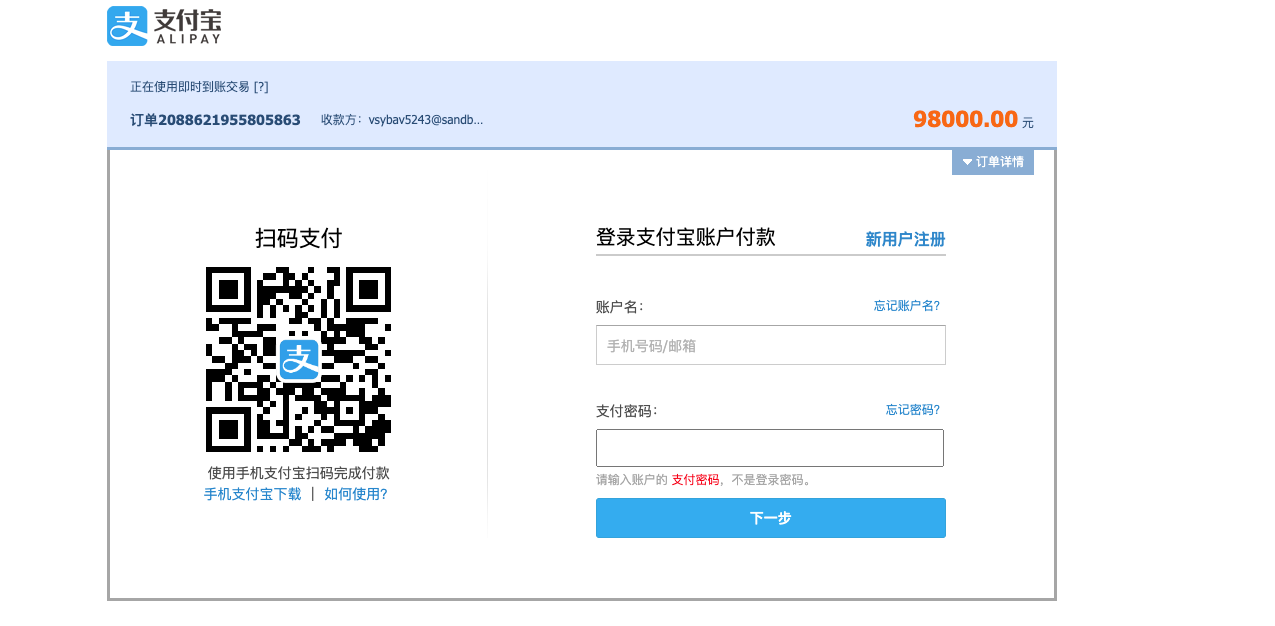 支 支付宝
ALIPAY
正在使用即时到账交易 [?]
订单2088621955805863 收款方：vsybav5243@sandb...
98000.00 元
订单详情
扫码支付
支
使用手机支付宝扫码完成付款
手机支付宝下载 | 如何使用?
登录支付宝账户付款 新用户注册
账户名： 忘记账户名?
手机号码/邮箱
支付密码： 忘记密码?
请输入账户的 支付密码，不是登录密码。
下一步